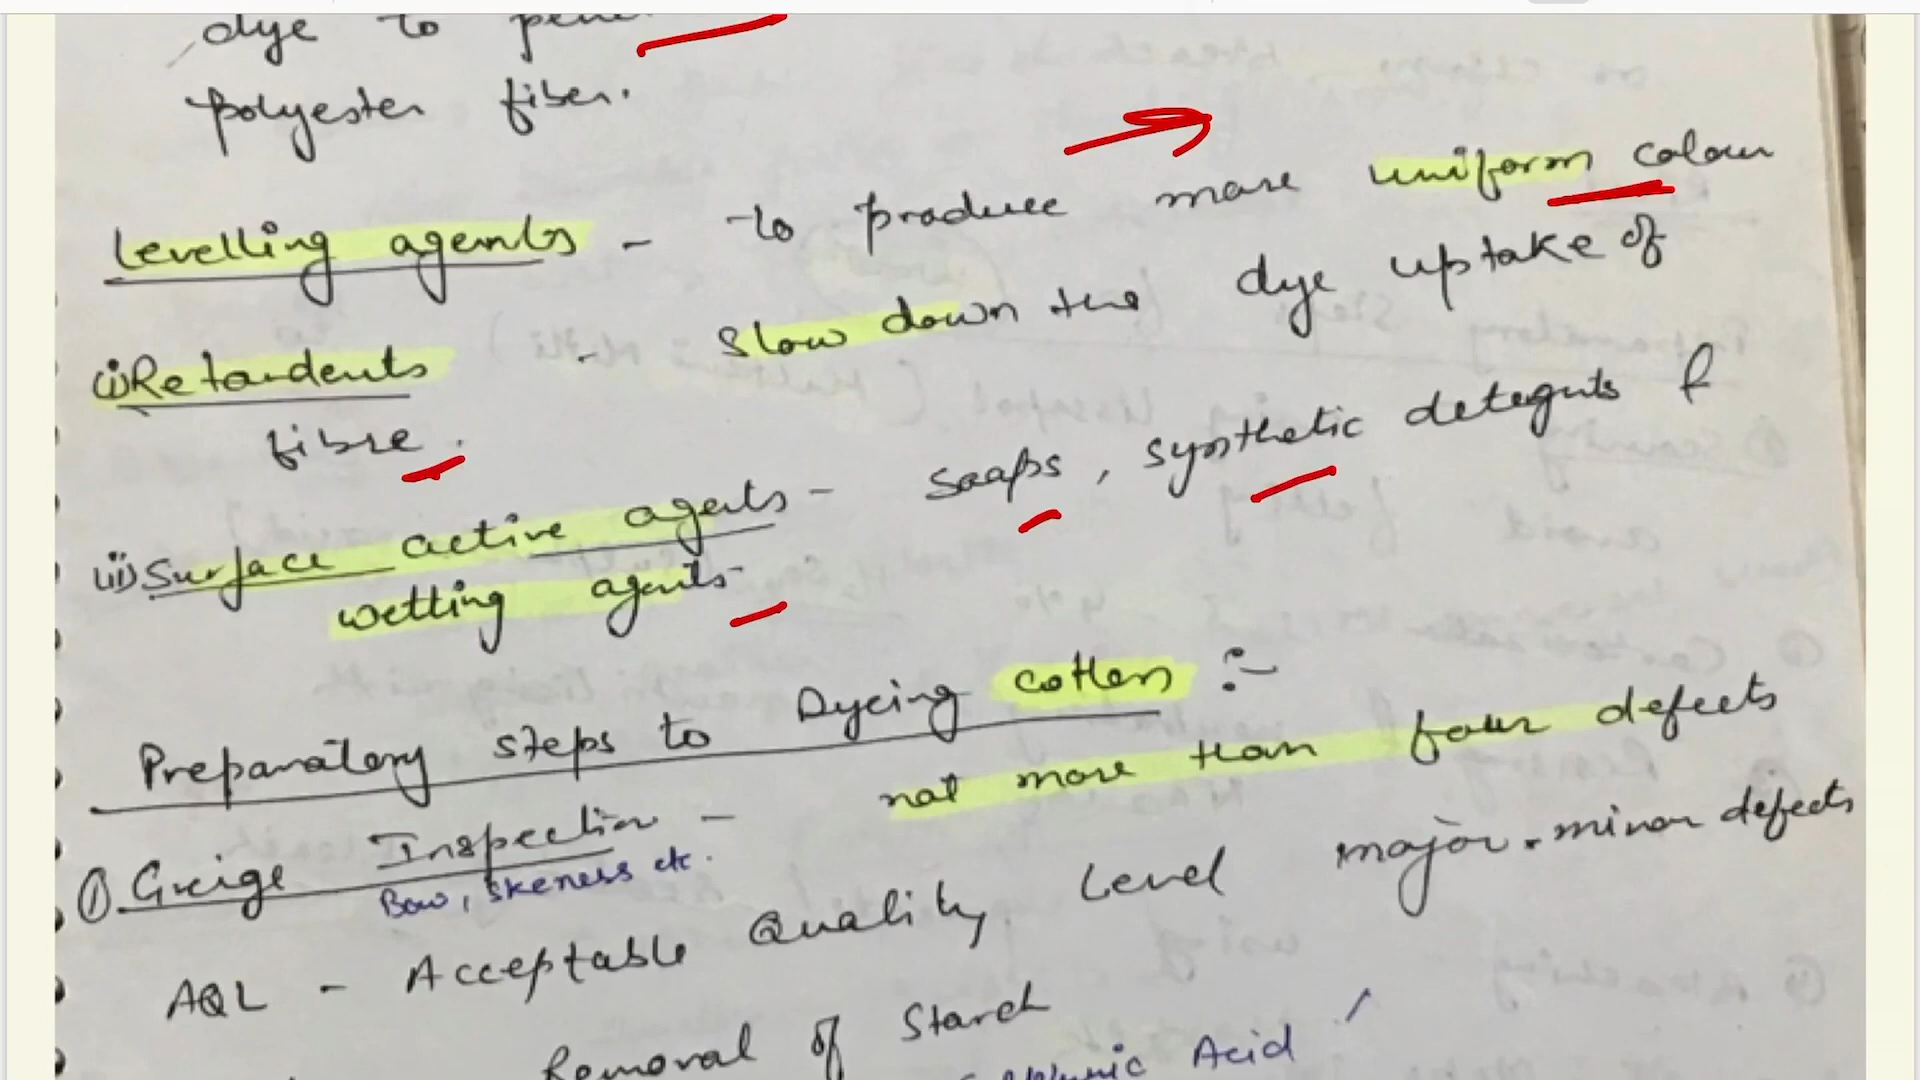 dye to
polyester fiber.
Levelling agents - to produce more uniform colour
(i) Retardents - slow down the dye uptake of
fibre.
(ii) Surface active agents - soaps, synthetic detegnts &
wetting agents
Preparatory steps to Dyeing cotton :-
① Greige Inspection - not more than four defects
Bow, skeness etc.
AQL - Acceptable Quality Level major. minor defects
Removal of Starch
Acid